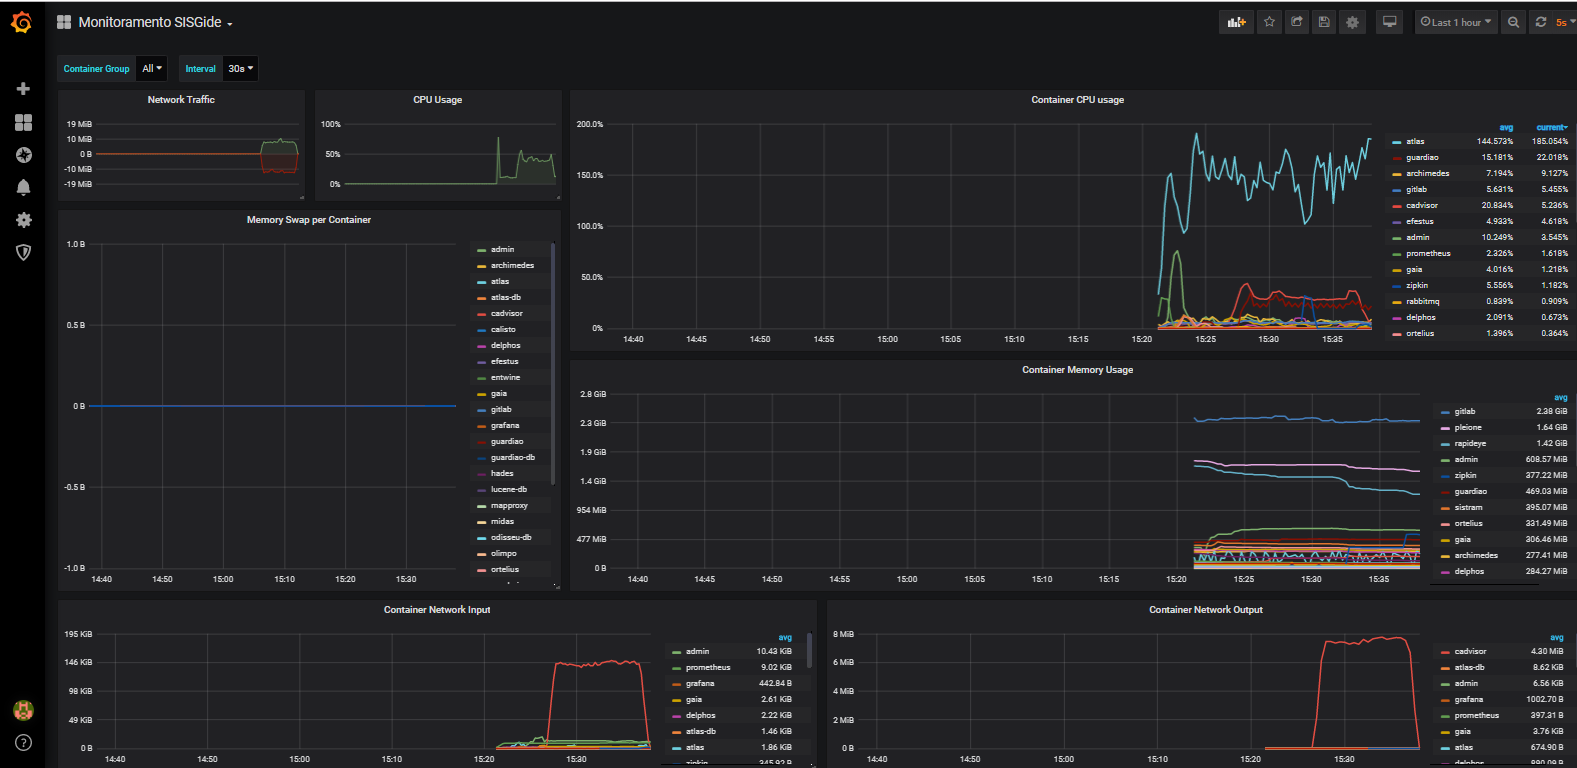 Monitoramento SISGide
Last 1 hour
5s
Container Group All Interval 30s
Network Traffic
19 MiB
10 MiB
0 B
-10 MiB
-19 MiB
CPU Usage
100%
50%
0%
Container CPU usage
200.0%
150.0%
100.0%
50.0%
0%
14:40 14:45 14:50 14:55 15:00 15:05 15:10 15:15 15:20 15:25 15:30 15:35
avg current
atlas 144.573% 185.054%
guardiao 15.181% 22.018%
archimedes 7.194% 9.127%
gitlab 5.631% 5.455%
cadvisor 20.834% 5.236%
efestus 4.933% 4.618%
admin 10.249% 3.545%
prometheus 2.326% 1.618%
gaia 4.016% 1.218%
zipkin 5.556% 1.182%
rabbitmq 0.839% 0.909%
delphos 2.091% 0.673%
ortelius 1.396% 0.364%
Memory Swap per Container
1.0 B
0.5 B
0 B
-0.5 B
-1.0 B
14:40 14:50 15:00 15:10 15:20 15:30
admin
archimedes
atlas
atlas-db
cadvisor
calisto
delphos
efestus
entwine
gaia
gitlab
grafana
guardiao
guardiao-db
hades
lucene-db
mapproxy
midas
odisseu-db
olimpo
ortelius
Container Memory Usage
2.8 GiB
2.3 GiB
1.9 GiB
1.4 GiB
954 MiB
477 MiB
0 B
14:40 14:45 14:50 14:55 15:00 15:05 15:10 15:15 15:20 15:25 15:30 15:35
avg
gitlab 2.38 GiB
pleione 1.64 GiB
rapideye 1.42 GiB
admin 608.57 MiB
zipkin 377.22 MiB
guardiao 469.03 MiB
sistram 395.07 MiB
ortelius 331.49 MiB
gaia 306.46 MiB
archimedes 277.41 MiB
delphos 284.27 MiB
Container Network Input
195 KiB
146 KiB
98 KiB
49 KiB
0 B
14:40 14:50 15:00 15:10 15:20 15:30
avg
admin 10.43 KiB
prometheus 9.02 KiB
grafana 442.84 B
gaia 2.61 KiB
delphos 2.22 KiB
atlas-db 1.46 KiB
atlas 1.86 KiB
zipkin 345.92 B
Container Network Output
8 MiB
6 MiB
4 MiB
2 MiB
0 B
14:40 14:50 15:00 15:10 15:20 15:30
avg
cadvisor 4.30 MiB
atlas-db 8.62 KiB
admin 6.56 KiB
grafana 1002.70 B
prometheus 397.31 B
gaia 3.76 KiB
atlas 674.90 B
delphos